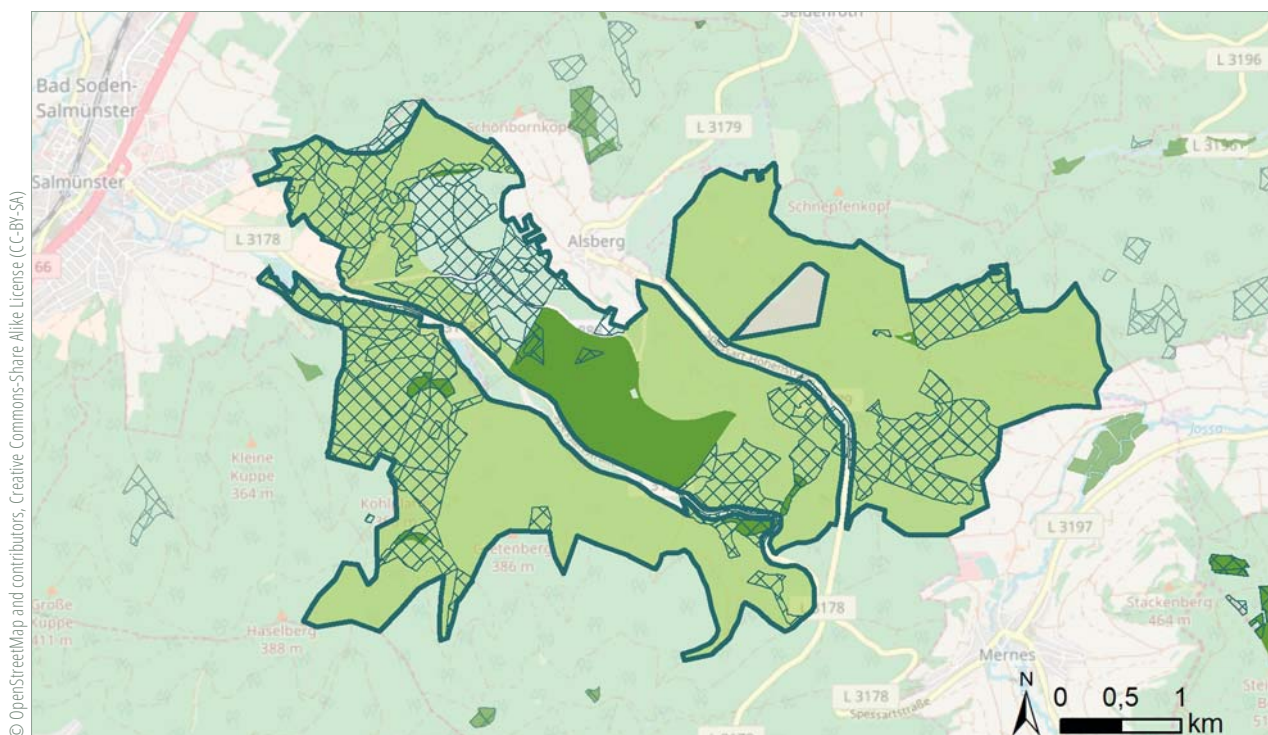 © OpenStreetMap and contributors, Creative Commons-Share Alike License (CC-BY-SA)
L 3196
Bad Soden-
Salmünster
Schönbornkopf
L 3179
Salmünster
Schnepfenkopf
L 3178
Alsberg
66
Jossa
Kleine
Kuppe
364 m
L 3197
386 m
Große
Kuppe
411 m
Haselberg
388 m
L 3178
Stackenberg
464 m
Mernes
L 3178
Spessartstraße
N
0 0,5 1
km